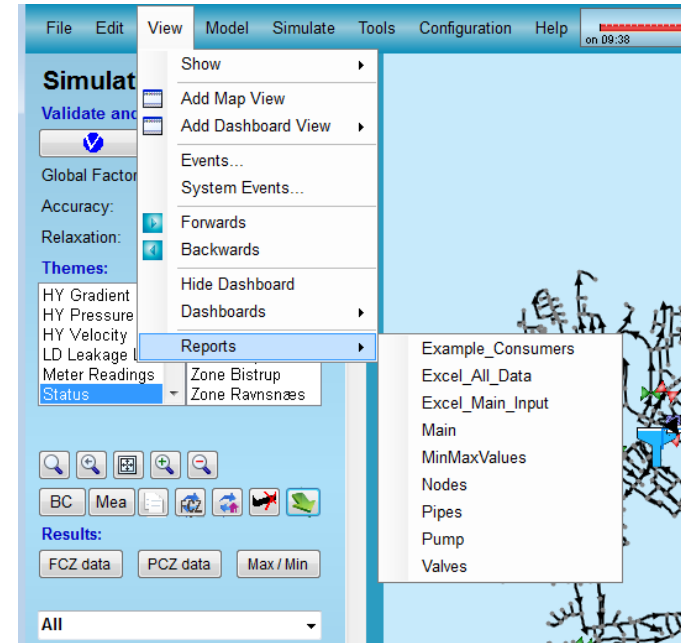 File Edit View Model Simulate Tools Configuration Help
on 09:38
Simulat
Validate and
Global Factor
Accuracy:
Relaxation:
Themes:
HY Gradient
HY Pressure
HY Velocity
LD Leakage
Meter Readings
Status
Zone Bistrup
Zone Ravnsnæs
Show
Add Map View
Add Dashboard View
Events...
System Events...
Forwards
Backwards
Hide Dashboard
Dashboards
Reports
Example_Consumers
Excel_All_Data
Excel_Main_Input
Main
MinMaxValues
Nodes
Pipes
Pump
Valves
BC Mea FCZ
Results:
FCZ data PCZ data Max / Min
All